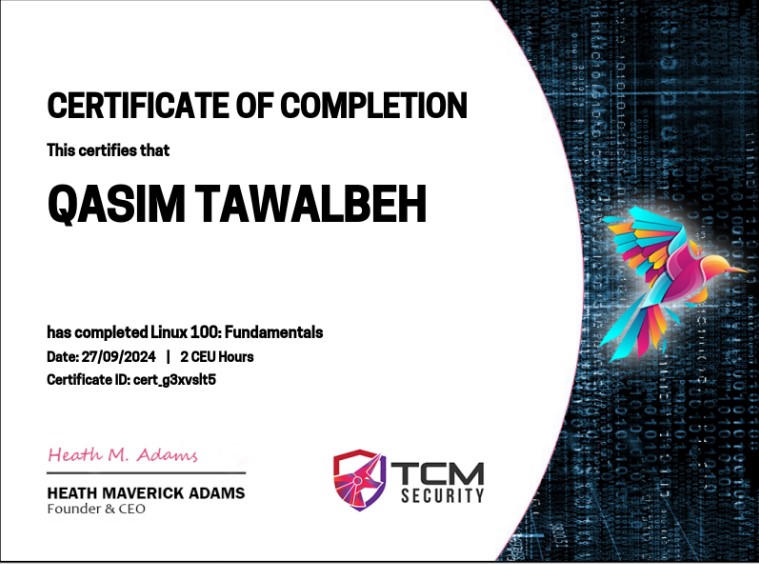 CERTIFICATE OF COMPLETION
This certifies that
QASIM TAWALBEH
has completed Linux 100: Fundamentals
Date: 27/09/2024 | 2 CEU Hours
Certificate ID: cert_g3xvslt5
Heath M. Adams
HEATH MAVERICK ADAMS
Founder & CEO
TCM
SECURITY